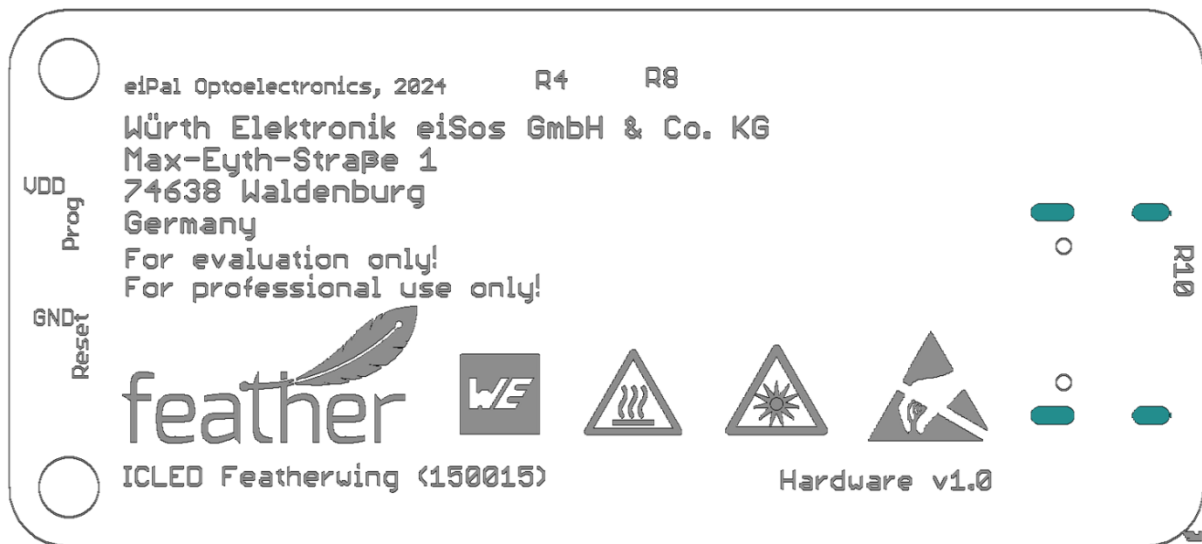 eiPal Optoelectronics, 2024
R4
R8
Würth Elektronik eiSos GmbH & Co. KG
Max-Eyth-Straße 1
74638 Waldenburg
Germany
For evaluation only!
For professional use only!
VDD
Prog
GND
Reset
R10
feather
WE
ICLED Featherwing (150015)
Hardware v1.0